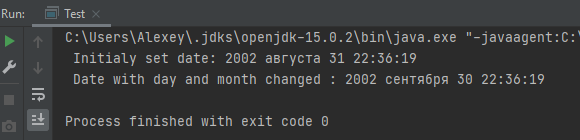 Run: Test
C:\Users\Alexey\.jdks\openjdk-15.0.2\bin\java.exe "-javaagent:C:\
Initialy set date: 2002 августа 31 22:36:19
Date with day and month changed : 2002 сентября 30 22:36:19
Process finished with exit code 0